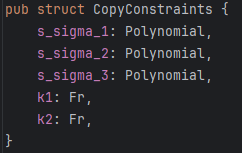 pub struct CopyConstraints {
    s_sigma_1: Polynomial,
    s_sigma_2: Polynomial,
    s_sigma_3: Polynomial,
    k1: Fr,
    k2: Fr,
}